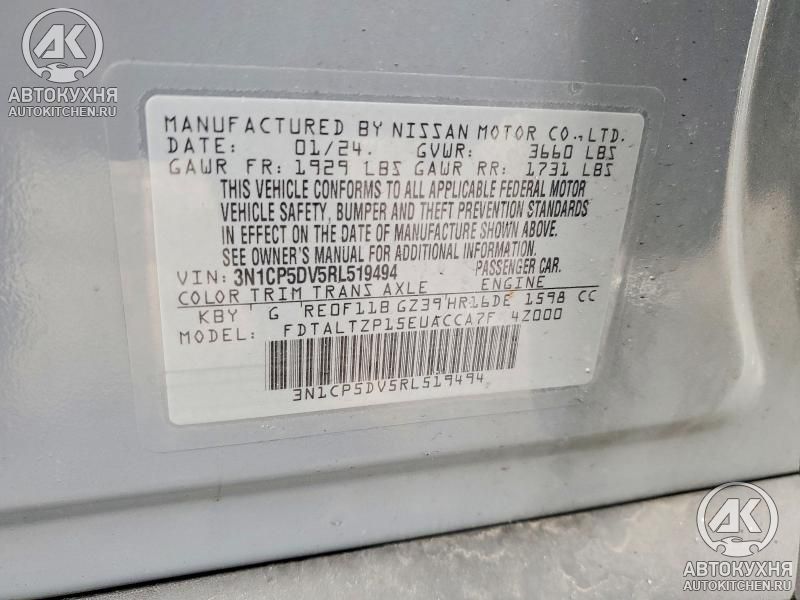 AK
АВТОКУХНЯ
AUTOKITCHEN.RU
MANUFACTURED BY NISSAN MOTOR CO.,LTD.
DATE: 01/24. GVWR: 3660 LBS
GAWR FR: 1929 LBS GAWR RR: 1731 LBS
THIS VEHICLE CONFORMS TO ALL APPLICABLE FEDERAL MOTOR
VEHICLE SAFETY, BUMPER AND THEFT PREVENTION STANDARDS
IN EFFECT ON THE DATE OF MANUFACTURE SHOWN ABOVE.
SEE OWNER'S MANUAL FOR ADDITIONAL INFORMATION.
VIN: 3N1CP5DV5RL519494 PASSENGER CAR.
COLOR TRIM TRANS AXLE ENGINE
KBY G RE0F11B GZ39 HR16DE 1598 CC
MODEL: FDTALTZP15EUACCA7F 4Z000
3N1CP5DV5RL519494
AK
АВТОКУХНЯ
AUTOKITCHEN.RU